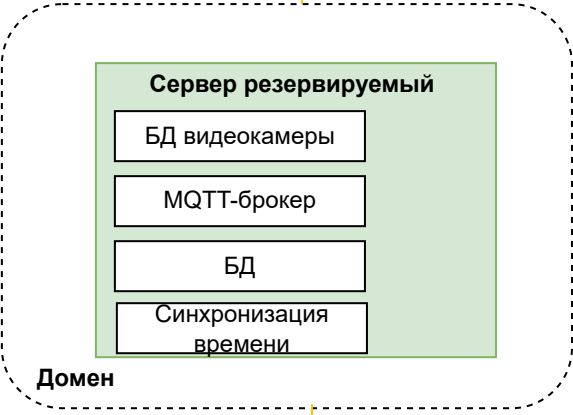 Сервер резервируемый
БД видеокамеры
MQTT-брокер
БД
Синхронизация
времени
Домен